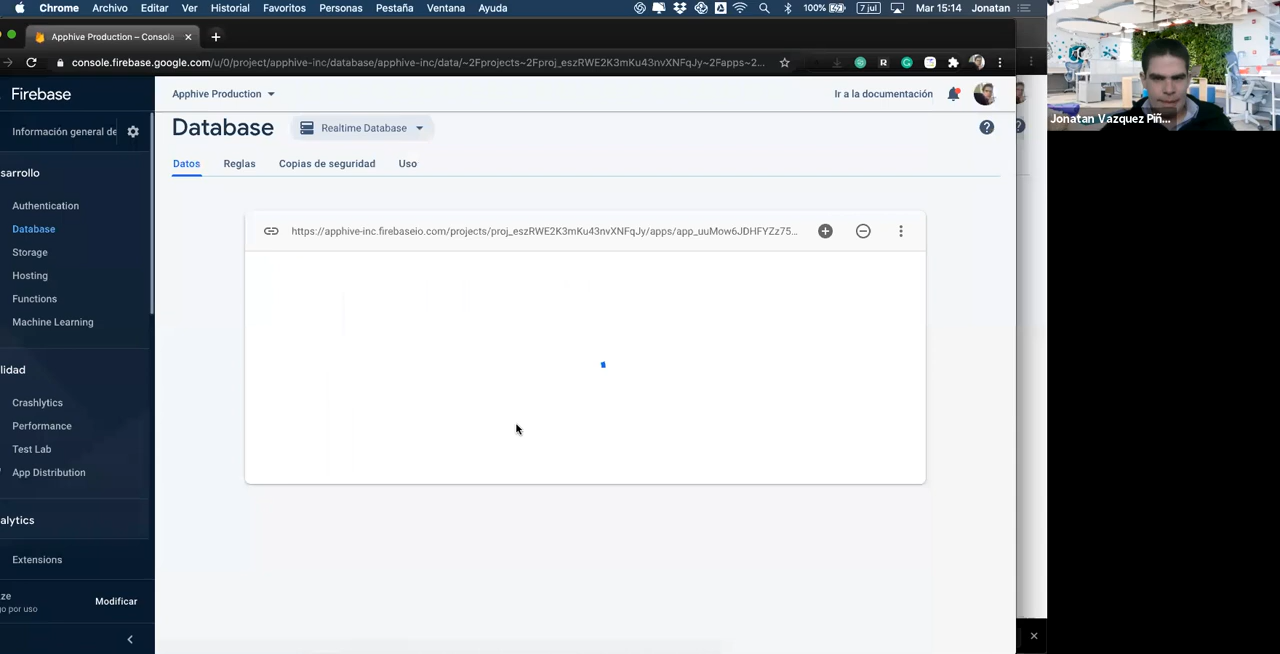 Chrome Archivo Editar Ver Historial Favoritos Personas Pestaña Ventana Ayuda 100% 7 jul Mar 15:14 Jonatan
Apphive Production – Consola
console.firebase.google.com/u/0/project/apphive-inc/database/apphive-inc/data/~2Fprojects~2Fproj_eszRWE2K3mKu43nvXNFqJy~2Fapps~2...
Firebase
Apphive Production
Ir a la documentación
Información general de
Database
Realtime Database
Datos Reglas Copias de seguridad Uso
sarrollo
Authentication
Database
Storage
Hosting
Functions
Machine Learning
https://apphive-inc.firebaseio.com/projects/proj_eszRWE2K3mKu43nvXNFqJy/apps/app_uuMow6JDHFYZz75...
lidad
Crashlytics
Performance
Test Lab
App Distribution
alytics
Extensions
ze
go por uso
Modificar
Jonatan Vazquez Piñ...